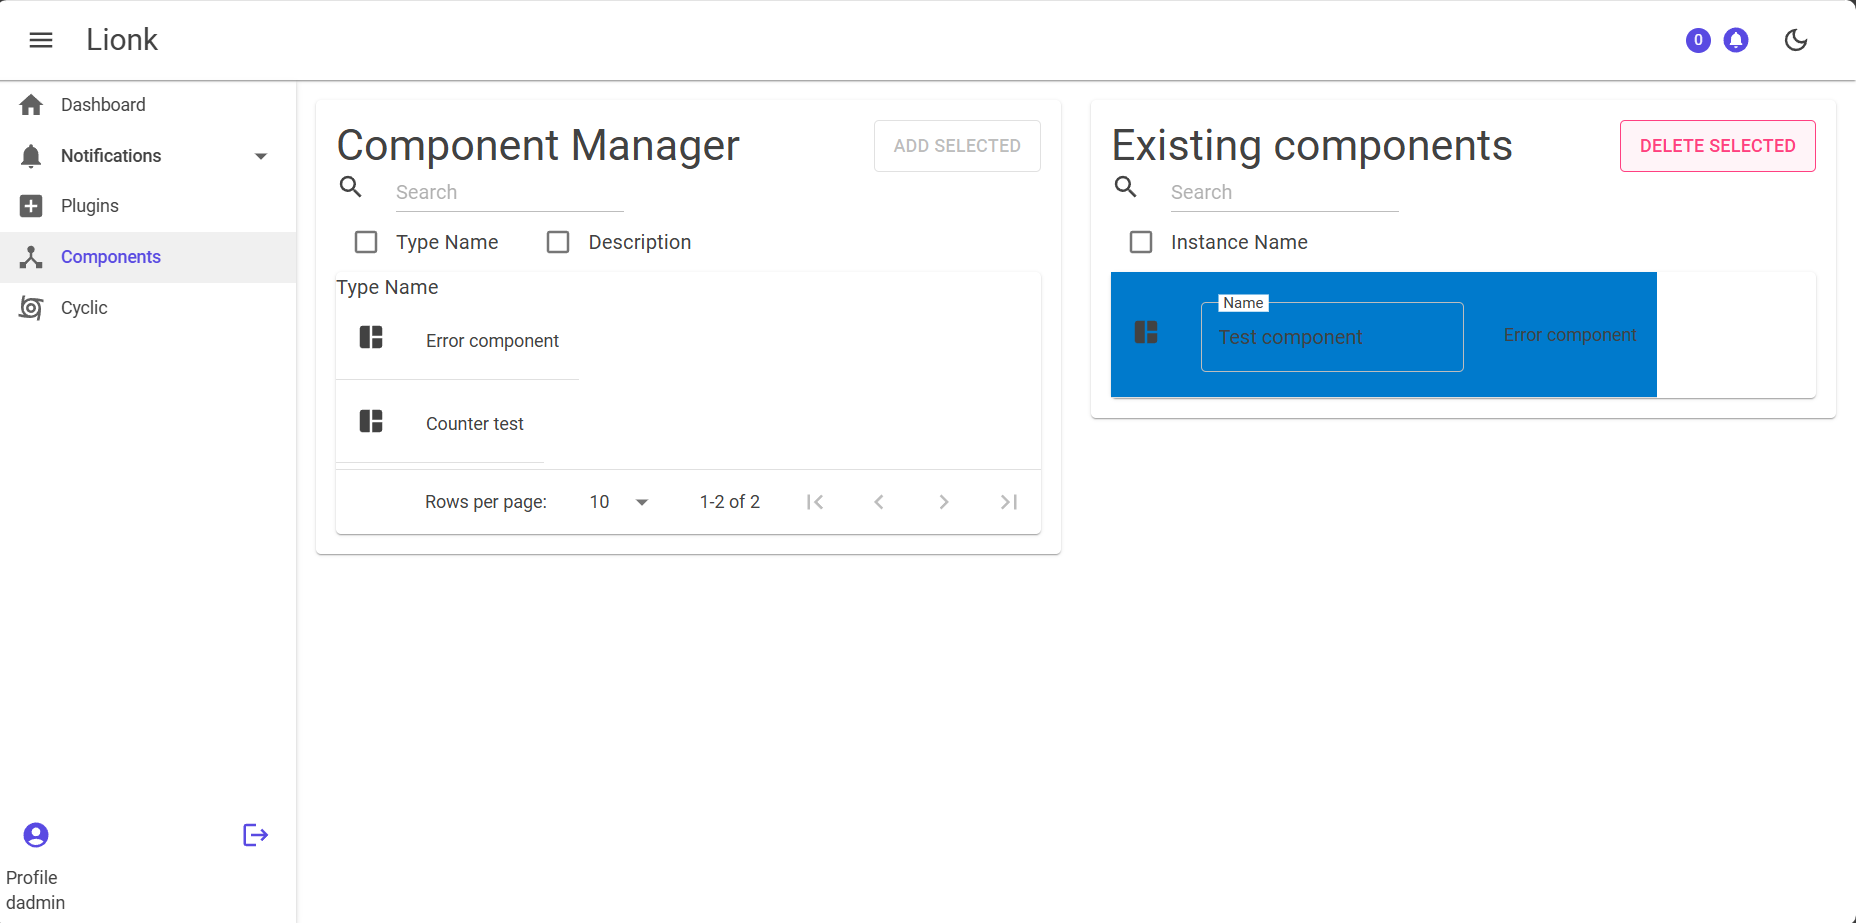 Lionk
0
Dashboard
Notifications
Plugins
Components
Cyclic
Profile
dadmin
Component Manager
ADD SELECTED
Search
Type Name
Description
Type Name
Error component
Counter test
Rows per page: 10 1-2 of 2
Existing components
DELETE SELECTED
Search
Instance Name
Name
Test component
Error component